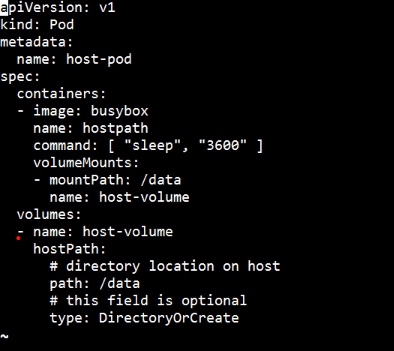 apiVersion: v1
kind: Pod
metadata:
  name: host-pod
spec:
  containers:
  - image: busybox
    name: hostpath
    command: [ "sleep", "3600" ]
    volumeMounts:
    - mountPath: /data
      name: host-volume
  volumes:
  - name: host-volume
    hostPath:
      # directory location on host
      path: /data
      # this field is optional
      type: DirectoryOrCreate
~